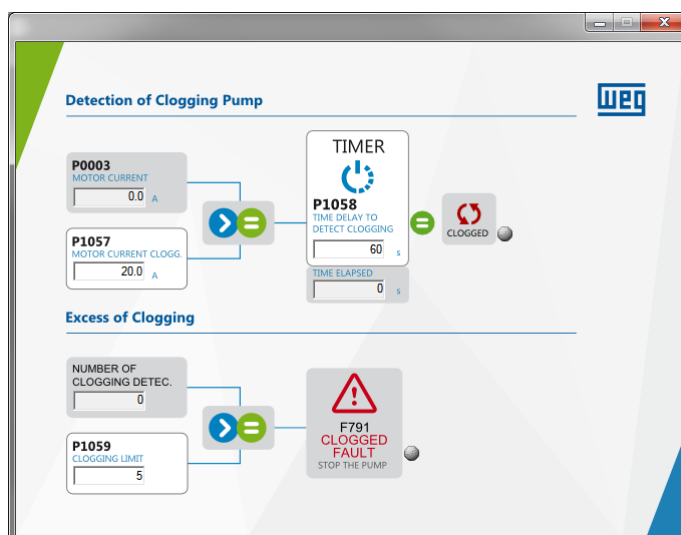 Detection of Clogging Pump
weg
P0003
MOTOR CURRENT
0.0 A
P1057
MOTOR CURRENT CLOGG.
20.0 A
TIMER
P1058
TIME DELAY TO
DETECT CLOGGING
60 s
TIME ELAPSED
0 s
CLOGGED
Excess of Clogging
NUMBER OF
CLOGGING DETEC.
0
P1059
CLOGGING LIMIT
5
F791
CLOGGED
FAULT
STOP THE PUMP